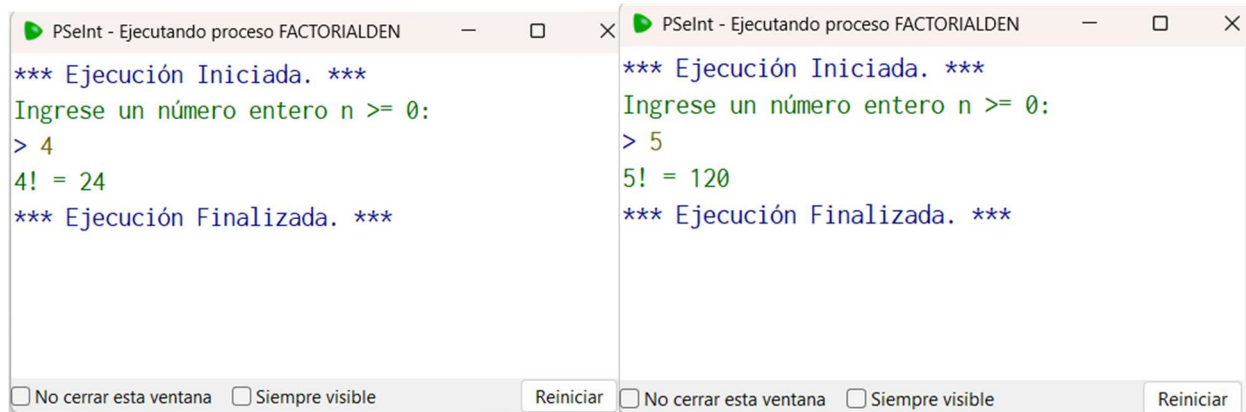 PSeInt - Ejecutando proceso FACTORIALDEN
*** Ejecución Iniciada. ***
Ingrese un número entero n >= 0:
> 4
4! = 24
*** Ejecución Finalizada. ***
No cerrar esta ventana Siempre visible Reiniciar
PSeInt - Ejecutando proceso FACTORIALDEN
*** Ejecución Iniciada. ***
Ingrese un número entero n >= 0:
> 5
5! = 120
*** Ejecución Finalizada. ***
No cerrar esta ventana Siempre visible Reiniciar